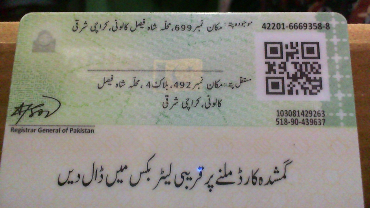 موجودہ پتہ: مکان نمبر 699، محلہ شاہ فیصل کالونی، کراچی شرقی
42201-6669358-8
مستقل پتہ: مکان نمبر 492، بلاک 4، محلہ شاہ فیصل
کالونی، کراچی شرقی
103081429263
518-90-439637
Registrar General of Pakistan
گمشدہ کارڈ ملنے پر قریبی لیٹر بکس میں ڈال دیں